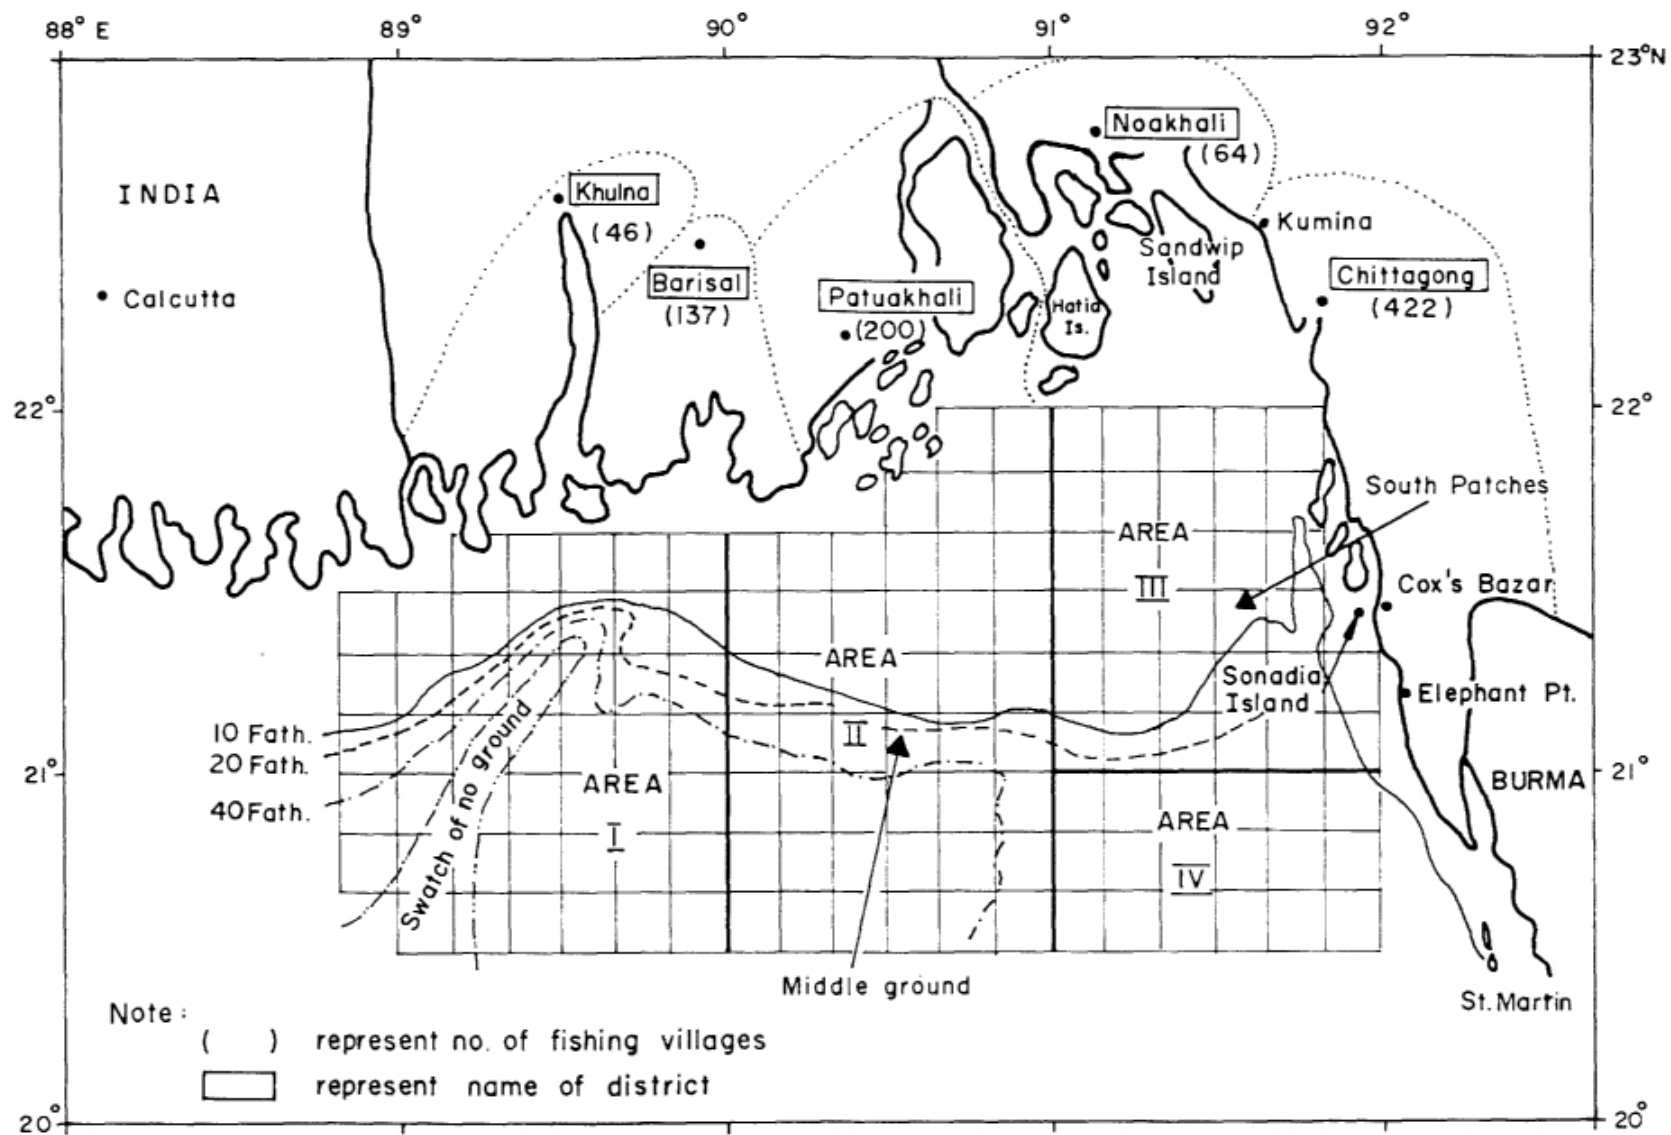 88° E
89°
90°
91°
92°
23°N
INDIA
Khulna
(46)
Noakhali
(64)
Kumina
Barisal
(137)
Sandwip
Island
Calcutta
Patuakhali
(200)
Hatia
Is.
Chittagong
(422)
22°
22°
South Patches
AREA
III
Cox's Bazar
AREA
II
Sonadia
Island
Elephant Pt.
10 Fath.
20 Fath.
40 Fath.
Swatch of no ground
21°
21°
AREA
I
BURMA
AREA
IV
Middle ground
St. Martin
Note:
( ) represent no. of fishing villages
represent name of district
20°
20°